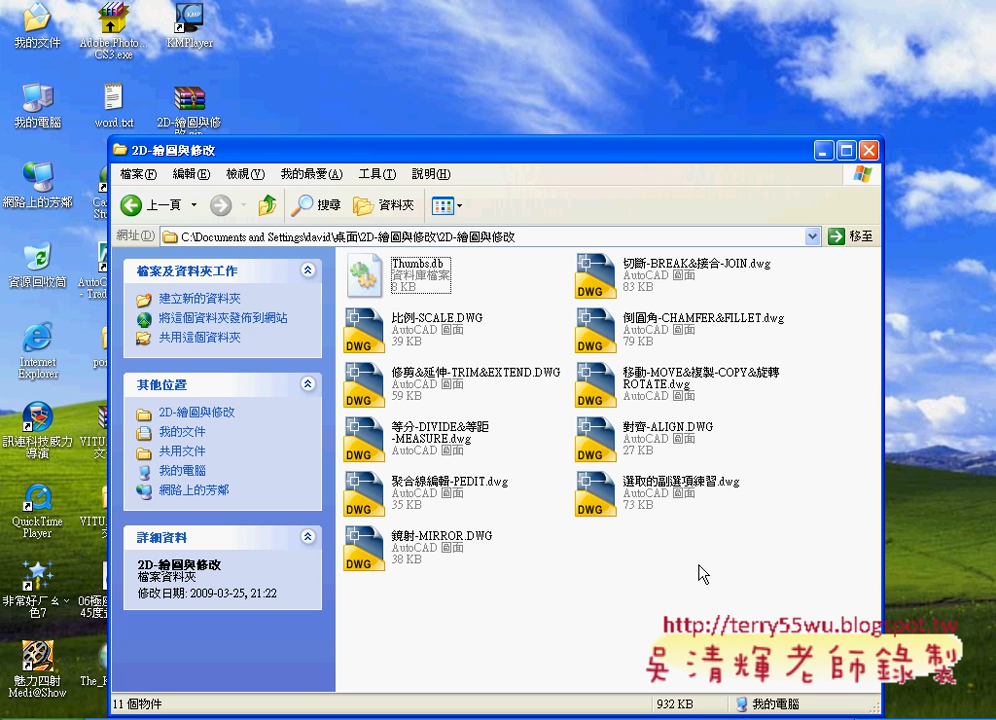 我的文件
Adobe Photo...
CS3.exe
KMPlayer
我的電腦
word.txt
2D-繪圖與修
改.zip
網路上的芳鄰
資源回收筒
Internet
Explorer
訊連科技威力
導演
QuickTime
Player
非常好ㄏㄠˇ
色7
魅力四射
Medi@Show
2D-繪圖與修改
檔案(F) 編輯(E) 檢視(V) 我的最愛(A) 工具(T) 說明(H)
上一頁 搜尋 資料夾
網址(D) C:\Documents and Settings\david\桌面\2D-繪圖與修改\2D-繪圖與修改 移至
檔案及資料夾工作
建立新的資料夾
將這個資料夾發佈到網站
共用這個資料夾
其他位置
2D-繪圖與修改
我的文件
共用文件
我的電腦
網路上的芳鄰
詳細資料
2D-繪圖與修改
檔案資料夾
修改日期: 2009-03-25, 21:22
Thumbs.db
資料庫檔案
8 KB
切斷-BREAK&接合-JOIN.dwg
AutoCAD 圖面
83 KB
DWG
比例-SCALE.DWG
AutoCAD 圖面
39 KB
DWG
倒圓角-CHAMFER&FILLET.dwg
AutoCAD 圖面
79 KB
DWG
修剪&延伸-TRIM&EXTEND.DWG
AutoCAD 圖面
59 KB
DWG
移動-MOVE&複製-COPY&旋轉
ROTATE.dwg
AutoCAD 圖面
DWG
等分-DIVIDE&等距
-MEASURE.dwg
AutoCAD 圖面
DWG
對齊-ALIGN.DWG
AutoCAD 圖面
27 KB
DWG
聚合線編輯-PEDIT.dwg
AutoCAD 圖面
35 KB
DWG
選取的副選項練習.dwg
AutoCAD 圖面
73 KB
DWG
鏡射-MIRROR.DWG
AutoCAD 圖面
38 KB
DWG
http://terry55wu.blogspot.tw
吳清輝老師錄製
11 個物件 932 KB 我的電腦